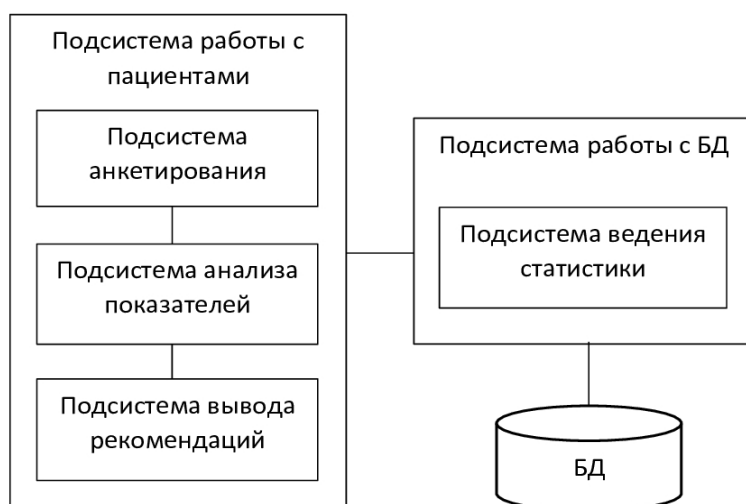 Подсистема работы с
пациентами
Подсистема
анкетирования
Подсистема анализа
показателей
Подсистема вывода
рекомендаций
Подсистема работы с БД
Подсистема ведения
статистики
БД